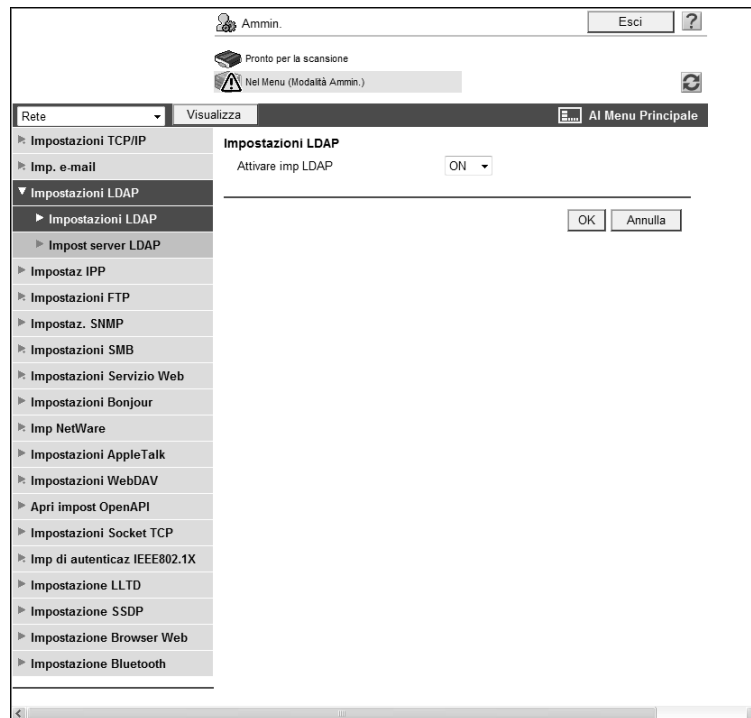 Ammin.
Esci
?
Pronto per la scansione
Nel Menu (Modalità Ammin.)
Rete
Visualizza
Al Menu Principale
Impostazioni TCP/IP
Imp. e-mail
Impostazioni LDAP
Impostazioni LDAP
Impost server LDAP
Impostaz IPP
Impostazioni FTP
Impostaz. SNMP
Impostazioni SMB
Impostazioni Servizio Web
Impostazioni Bonjour
Imp NetWare
Impostazioni AppleTalk
Impostazioni WebDAV
Apri impost OpenAPI
Impostazioni Socket TCP
Imp di autenticaz IEEE802.1X
Impostazione LLTD
Impostazione SSDP
Impostazione Browser Web
Impostazione Bluetooth
Impostazioni LDAP
Attivare imp LDAP
ON
OK
Annulla